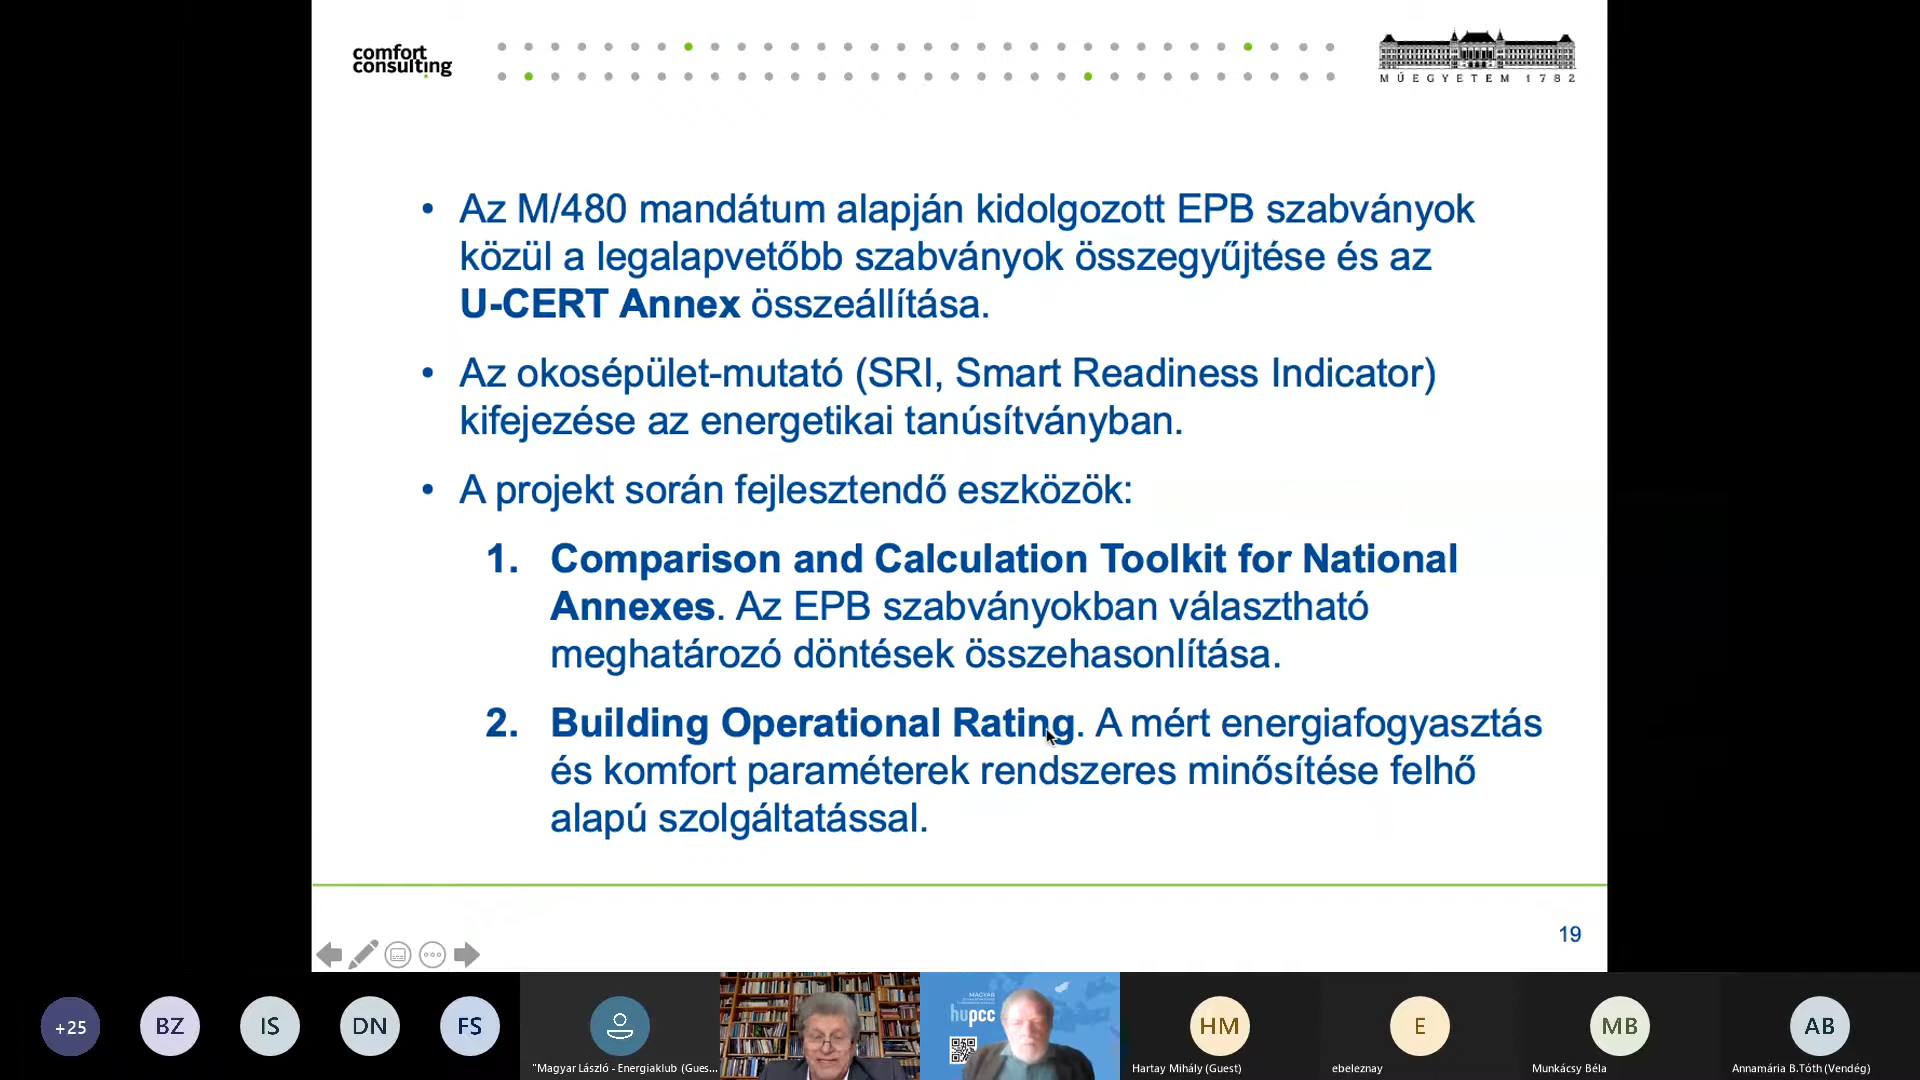 comfort
consulting
MŰEGYETEM 1782
• Az M/480 mandátum alapján kidolgozott EPB szabványok
közül a legalapvetőbb szabványok összegyűjtése és az
U-CERT Annex összeállítása.
• Az okosépület-mutató (SRI, Smart Readiness Indicator)
kifejezése az energetikai tanúsítványban.
• A projekt során fejlesztendő eszközök:
1. Comparison and Calculation Toolkit for National
Annexes. Az EPB szabványokban választható
meghatározó döntések összehasonlítása.
2. Building Operational Rating. A mért energiafogyasztás
és komfort paraméterek rendszeres minősítése felhő
alapú szolgáltatással.
19
+25
BZ
IS
DN
FS
"Magyar László - Energiaklub (Gues...
MAGYAR
hupcc
HM
Hartay Mihály (Guest)
E
ebeleznay
MB
Munkácsy Béla
AB
Annamária B.Tóth (Vendég)